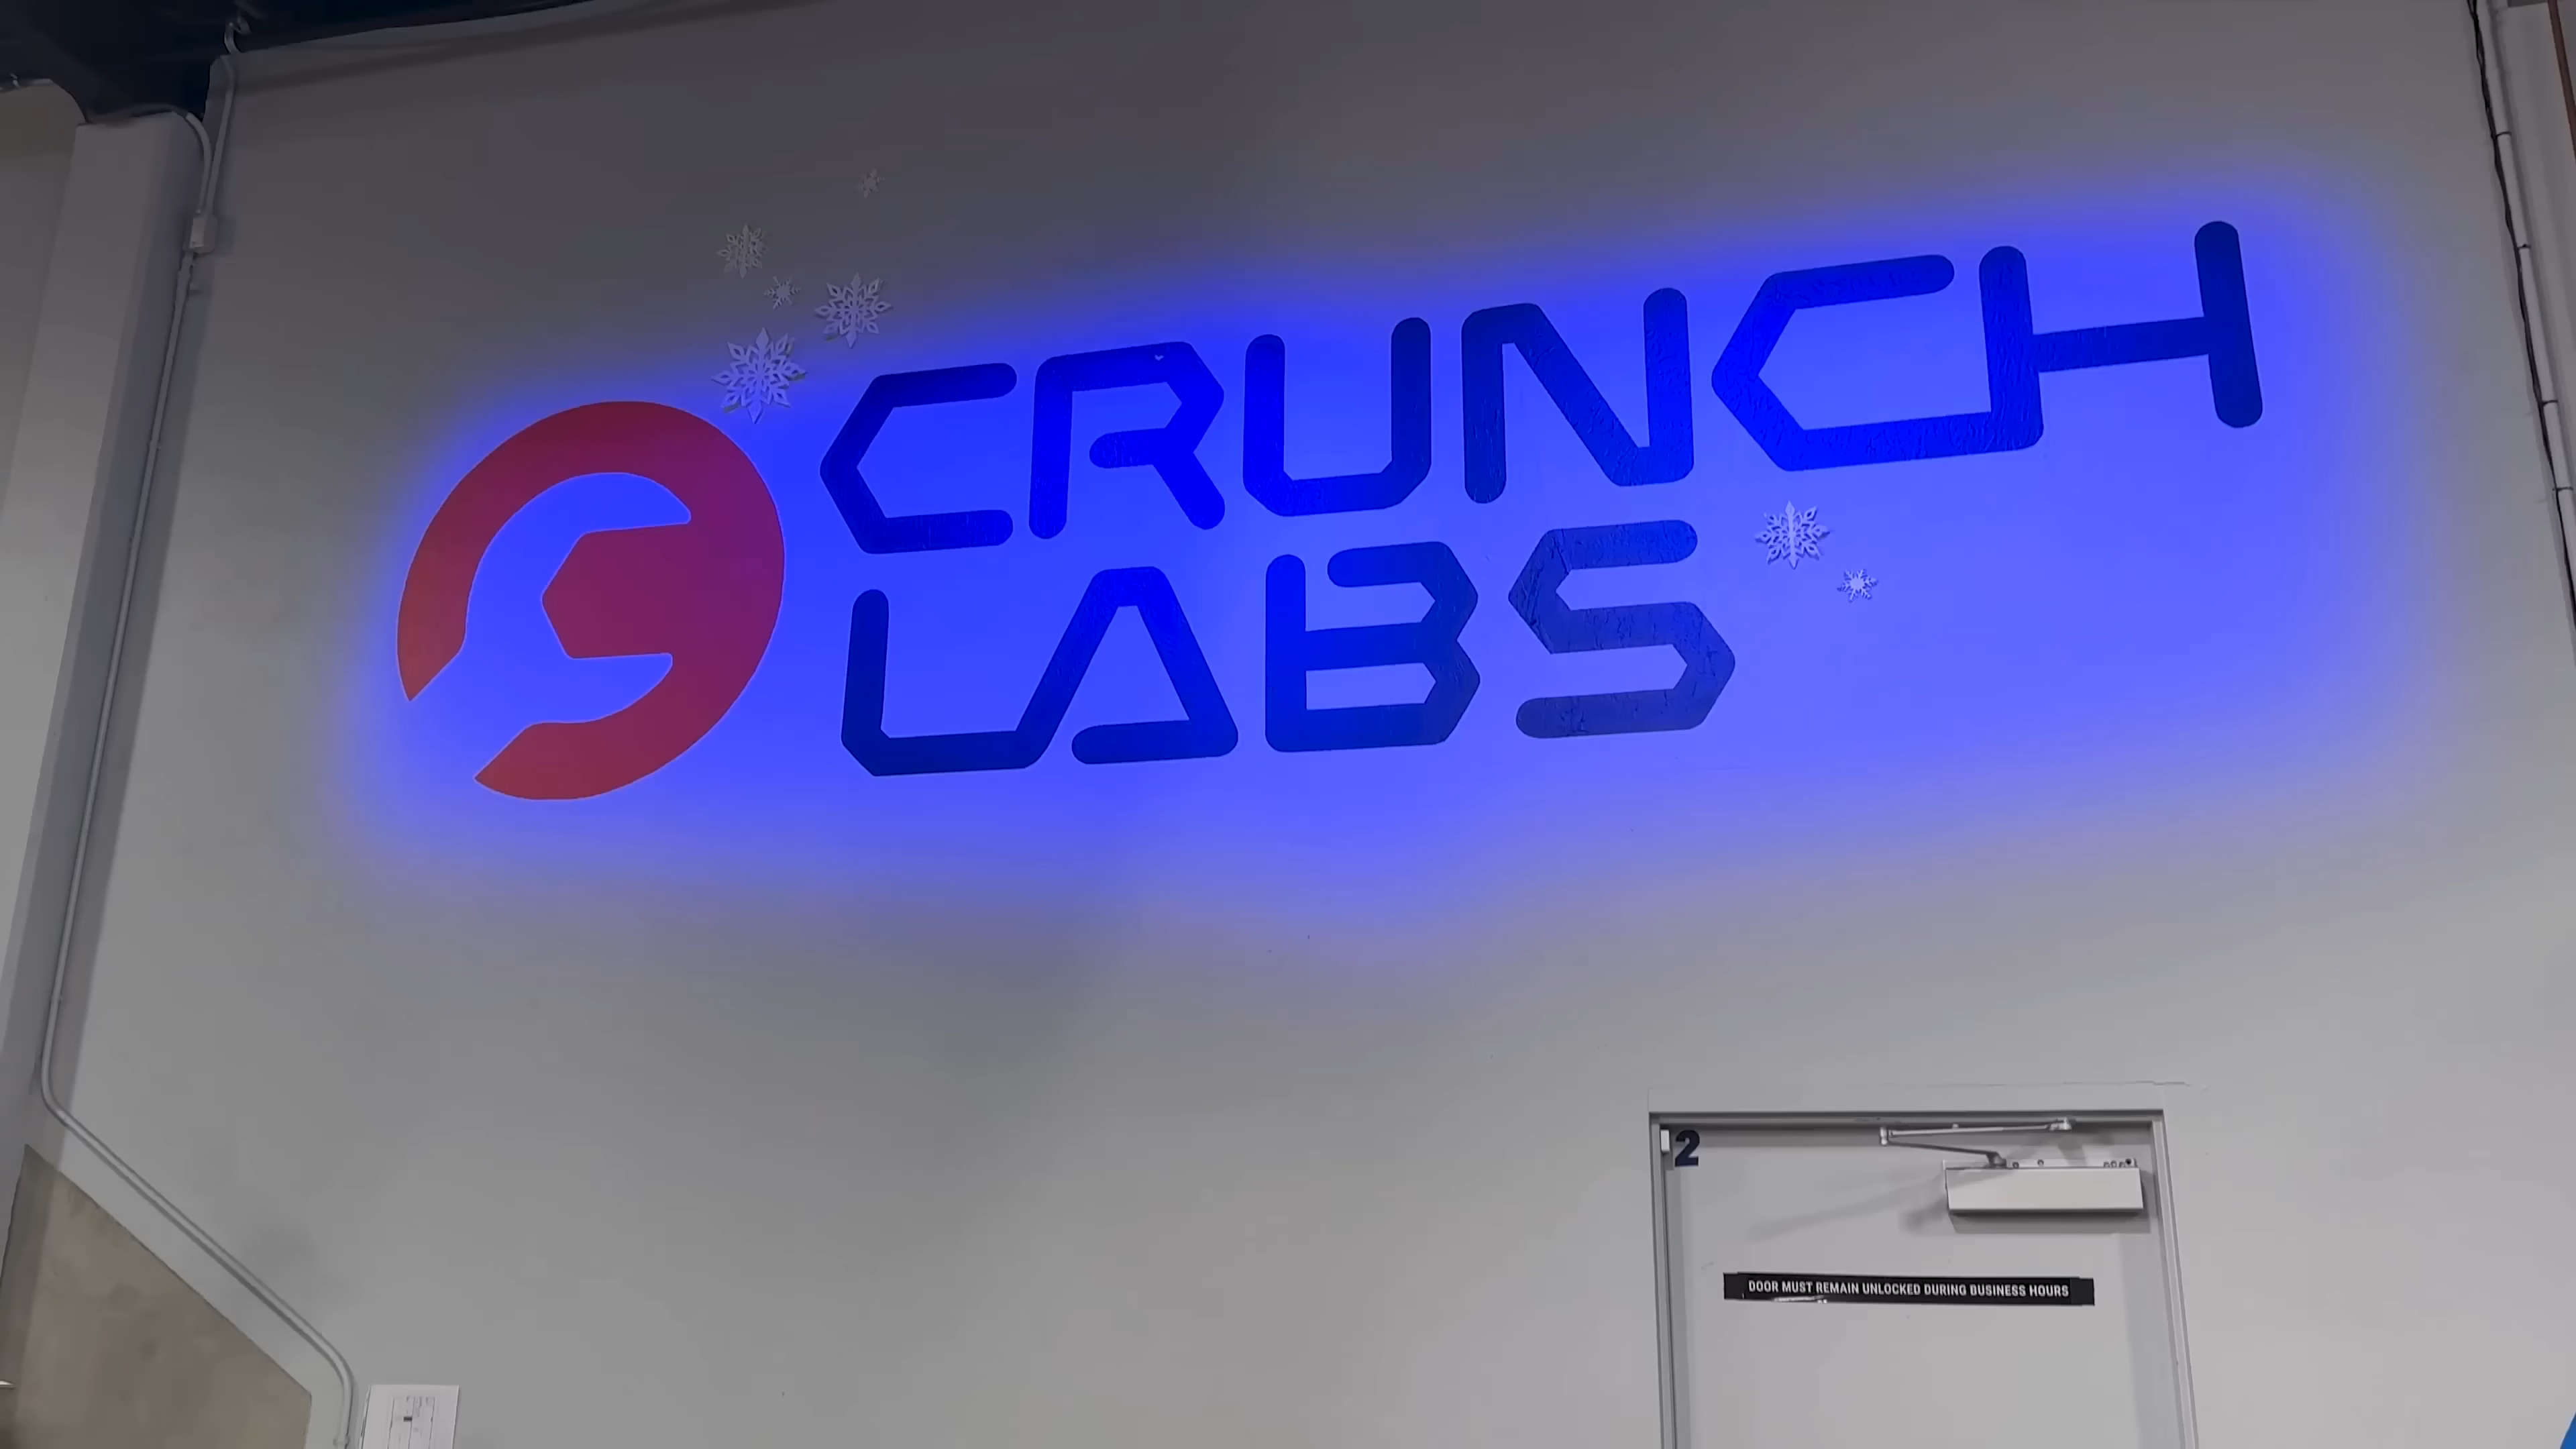 CRUNCH
LABS
2
DOOR MUST REMAIN UNLOCKED DURING BUSINESS HOURS